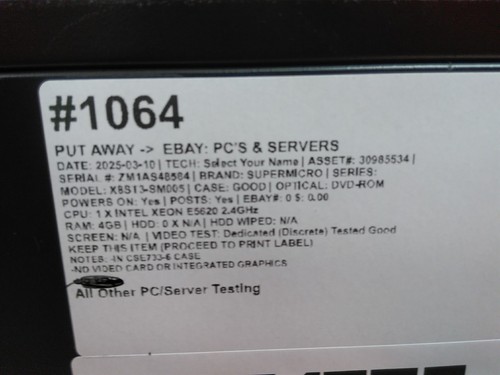 #1064
PUT AWAY -> EBAY: PC'S & SERVERS
DATE: 2025-03-10 | TECH: Select Your Name | ASSET#: 30985534 |
SERIAL #: ZM1AS48584 | BRAND: SUPERMICRO | SERIES:
MODEL: X8S13-SM005 | CASE: GOOD | OPTICAL: DVD-ROM
POWERS ON: Yes | POSTS: Yes | EBAY#: 0 $: 0.00
CPU: 1 X INTEL XEON E5620 2.4GHz
RAM: 4GB | HDD: 0 X N/A | HDD WIPED: N/A
SCREEN: N/A | VIDEO TEST: Dedicated (Discrete) Tested Good
KEEP THIS ITEM (PROCEED TO PRINT LABEL)
NOTES: -IN CSE733-6 CASE
-NO VIDEO CARD OR INTEGRATED GRAPHICS
All Other PC/Server Testing